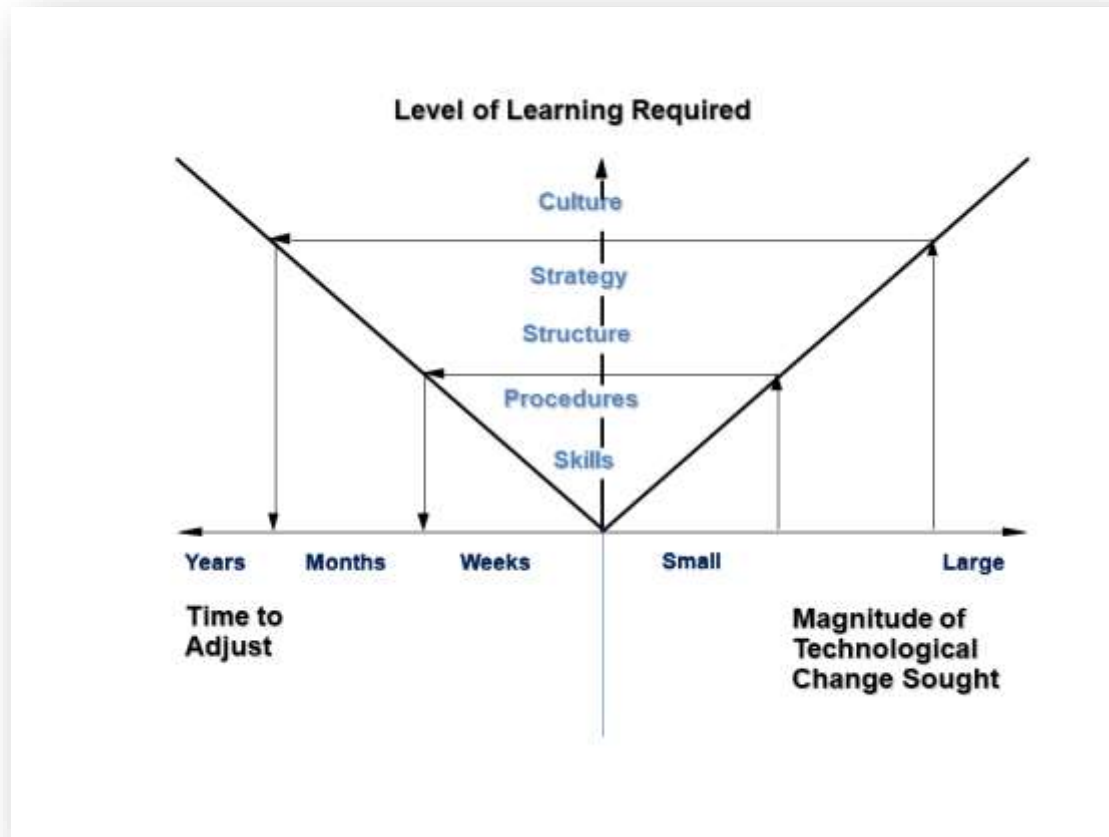 Level of Learning Required
Culture
Strategy
Structure
Procedures
Skills
Years Months Weeks Small Large
Time to
Adjust
Magnitude of
Technological
Change Sought